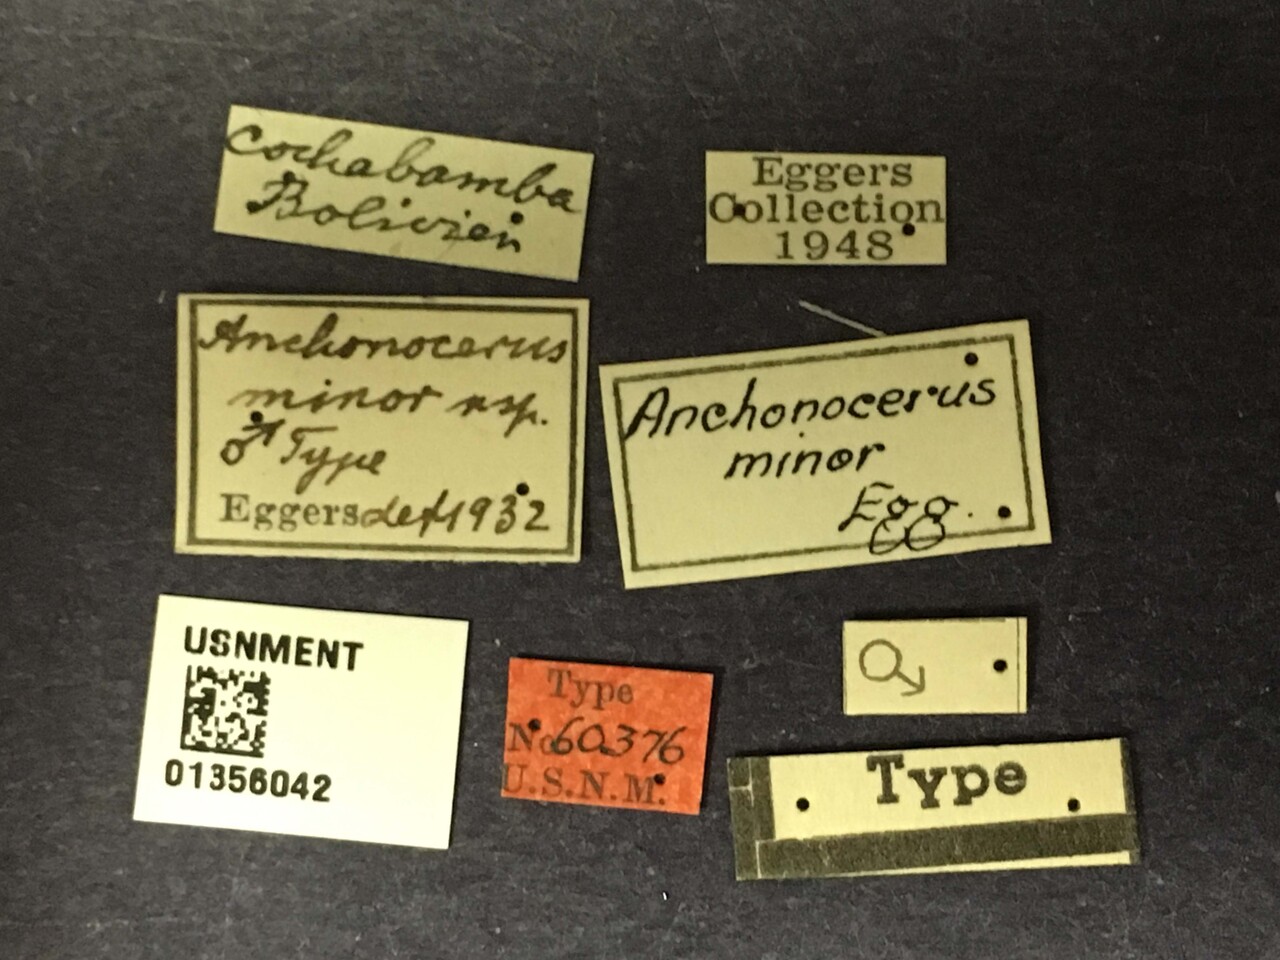 Cochabamba
Bolivien
Eggers
Collection
1948
Anchonocerus
minor nsp.
♂ Type
Eggers det 1932
Anchonocerus
minor
Egg.
USNMENT
01356042
Type
No 60376
U.S.N.M.
♂
Type